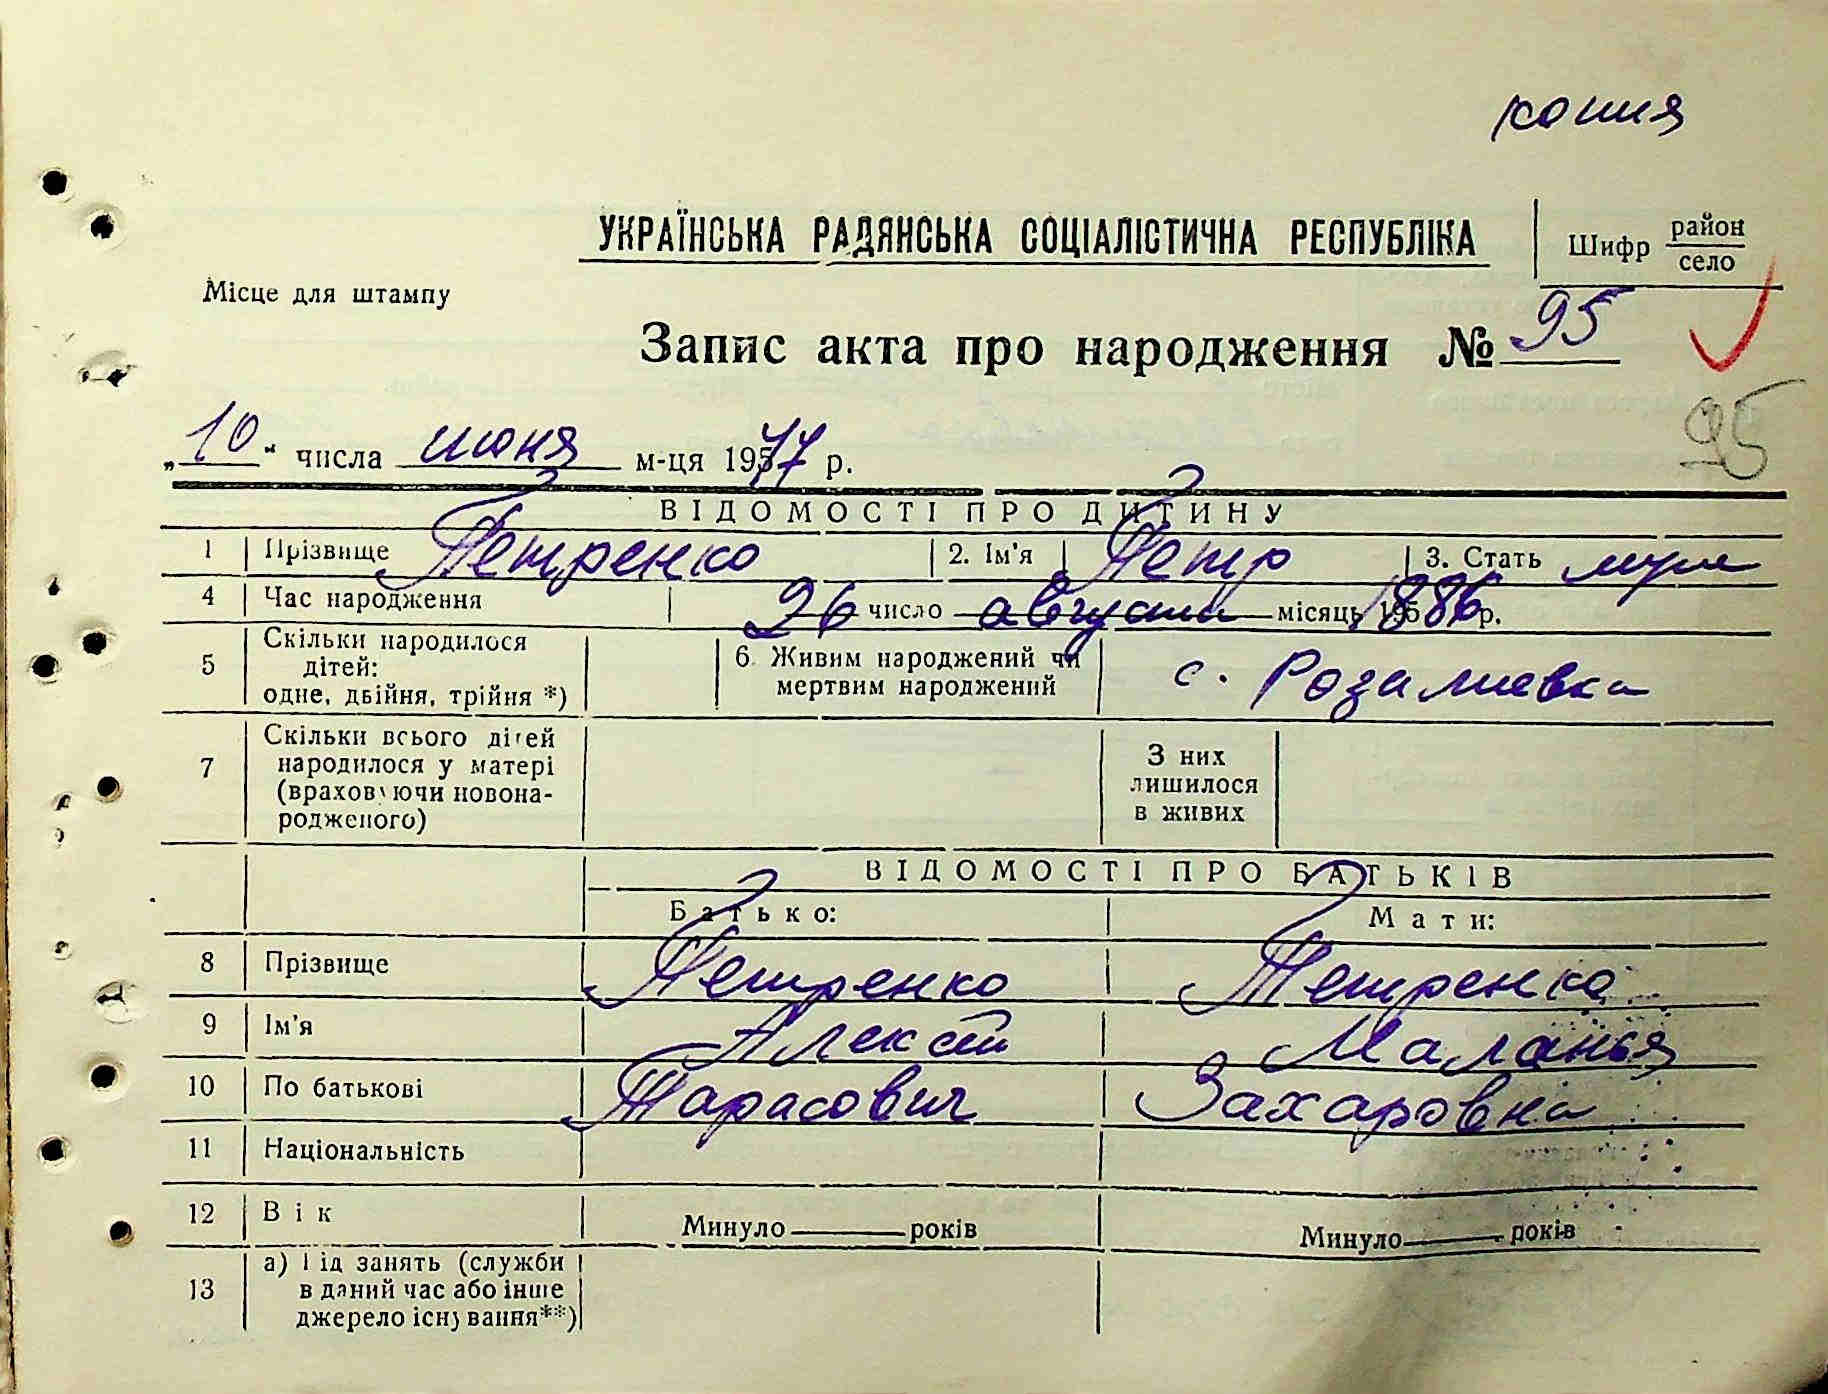 копия
УКРАЇНСЬКА РАДЯНСЬКА СОЦІАЛІСТИЧНА РЕСПУБЛІКА
Шифр район село
Місце для штампу
Запис акта про народження № 95
95
„10" числа июня м-ця 1977 р.
ВІДОМОСТІ ПРО ДИТИНУ
1 Прізвище Петренко 2. Ім'я Петр 3. Стать муж
4 Час народження 26 число августа місяць 1886 р.
5 Скільки народилося дітей: одне, двійня, трійня *) 6. Живим народжений чи мертвим народжений с. Розалиевка
7 Скільки всього дітей народилося у матері (враховуючи новонародженого) З них лишилося в живих
ВІДОМОСТІ ПРО БАТЬКІВ
Батько: Мати:
8 Прізвище Петренко Петренко
9 Ім'я Алексей Маланья
10 По батькові Тарасович Захаровна
11 Національність
12 Вік Минуло років Минуло років
13 а) Рід занять (служби в даний час або інше джерело існування**)